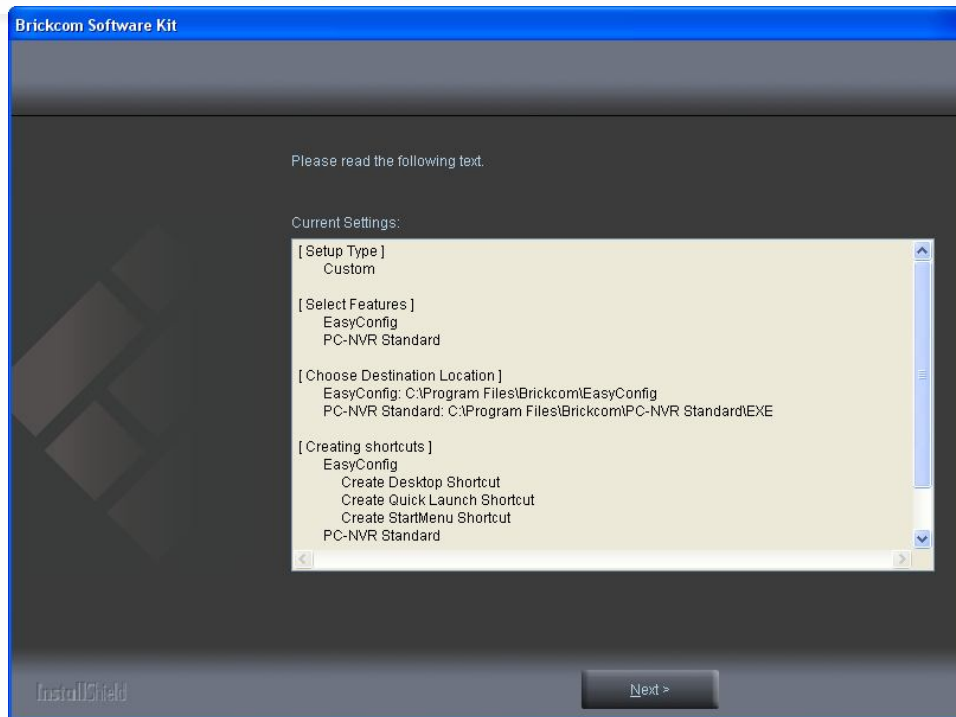 Brickcom Software Kit
Please read the following text.
Current Settings:
[ Setup Type ]
Custom
[ Select Features ]
EasyConfig
PC-NVR Standard
[ Choose Destination Location ]
EasyConfig: C:\Program Files\Brickcom\EasyConfig
PC-NVR Standard: C:\Program Files\Brickcom\PC-NVR Standard\EXE
[ Creating shortcuts ]
EasyConfig
Create Desktop Shortcut
Create Quick Launch Shortcut
Create StartMenu Shortcut
PC-NVR Standard
InstallShield
Next >